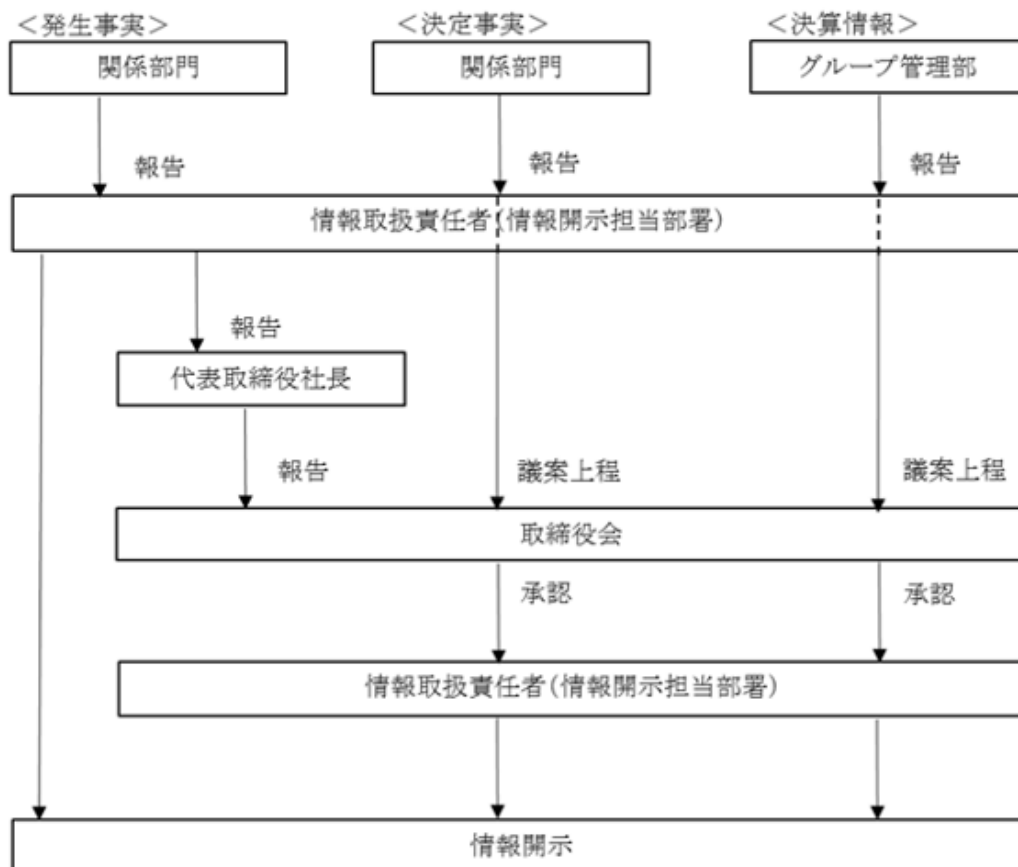 ＜発生事実＞
＜決定事実＞
＜決算情報＞
関係部門
関係部門
グループ管理部
報告
報告
報告
情報取扱責任者(情報開示担当部署)
報告
代表取締役社長
報告
議案上程
議案上程
取締役会
承認
承認
情報取扱責任者(情報開示担当部署)
情報開示